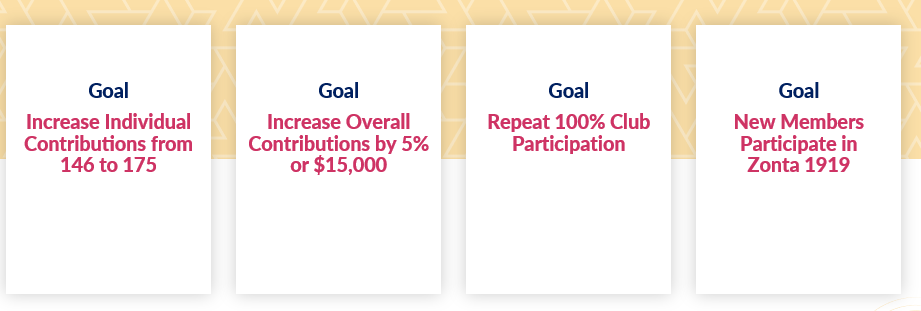 Goal
Increase Individual
Contributions from
146 to 175
Goal
Increase Overall
Contributions by 5%
or $15,000
Goal
Repeat 100% Club
Participation
Goal
New Members
Participate in
Zonta 1919